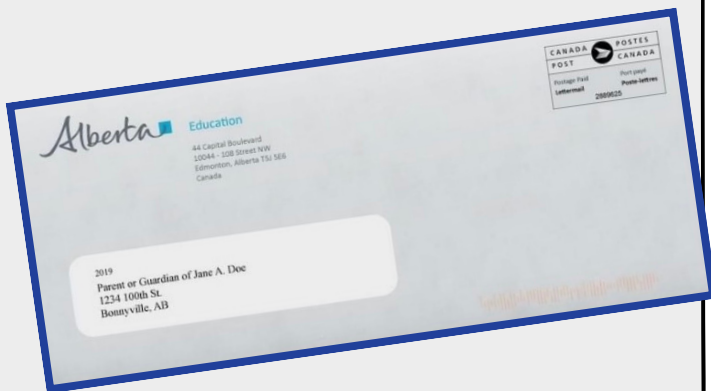 Alberta
Education
44 Capital Boulevard
10044 - 108 Street NW
Edmonton, Alberta T5J 5E6
Canada
CANADA POSTES
POST CANADA
Postage Paid Port payé
Lettermail Poste-lettres
2889625
2019
Parent or Guardian of Jane A. Doe
1234 100th St.
Bonnyville, AB